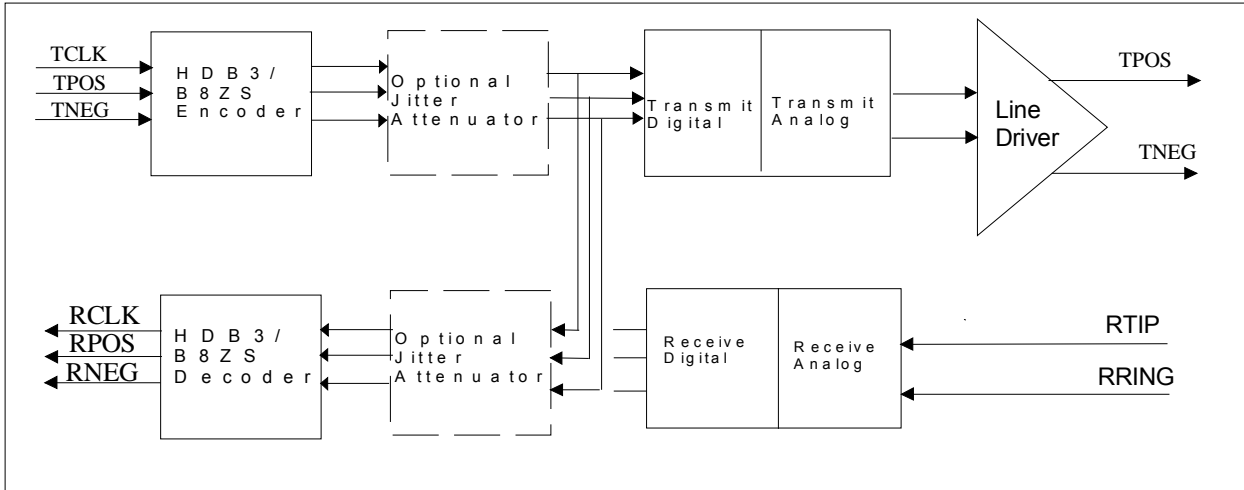 TCLK
TPOS
TNEG
HDB3/
B8ZS
Encoder
Optional
Jitter
Attenuator
Transmit
Digital
Transmit
Analog
Line
Driver
TPOS
TNEG
RCLK
RPOS
RNEG
HDB3/
B8ZS
Decoder
Optional
Jitter
Attenuator
Receive
Digital
Receive
Analog
RTIP
RRING